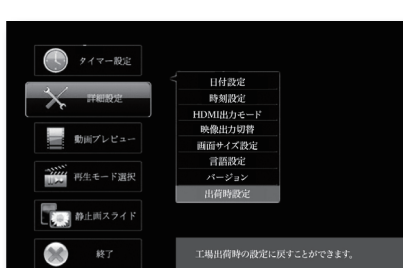 タイマー設定
詳細設定
動画プレビュー
再生モード選択
静止画スライド
終了
日付設定
時刻設定
HDMI出力モード
映像出力切替
画面サイズ設定
言語設定
バージョン
出荷時設定
工場出荷時の設定に戻すことができます。